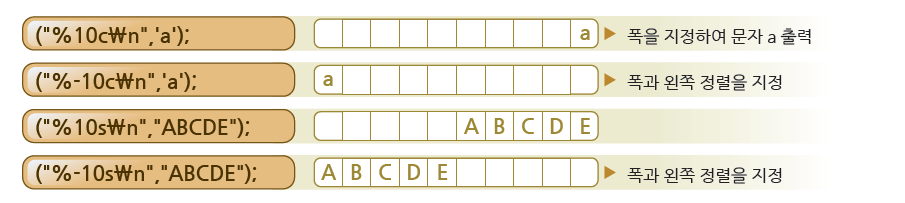 ("%10c₩n",'a'); a 폭을 지정하여 문자 a 출력
("%-10c₩n",'a'); a 폭과 왼쪽 정렬을 지정
("%10s₩n","ABCDE"); A B C D E
("%-10s₩n","ABCDE"); A B C D E 폭과 왼쪽 정렬을 지정